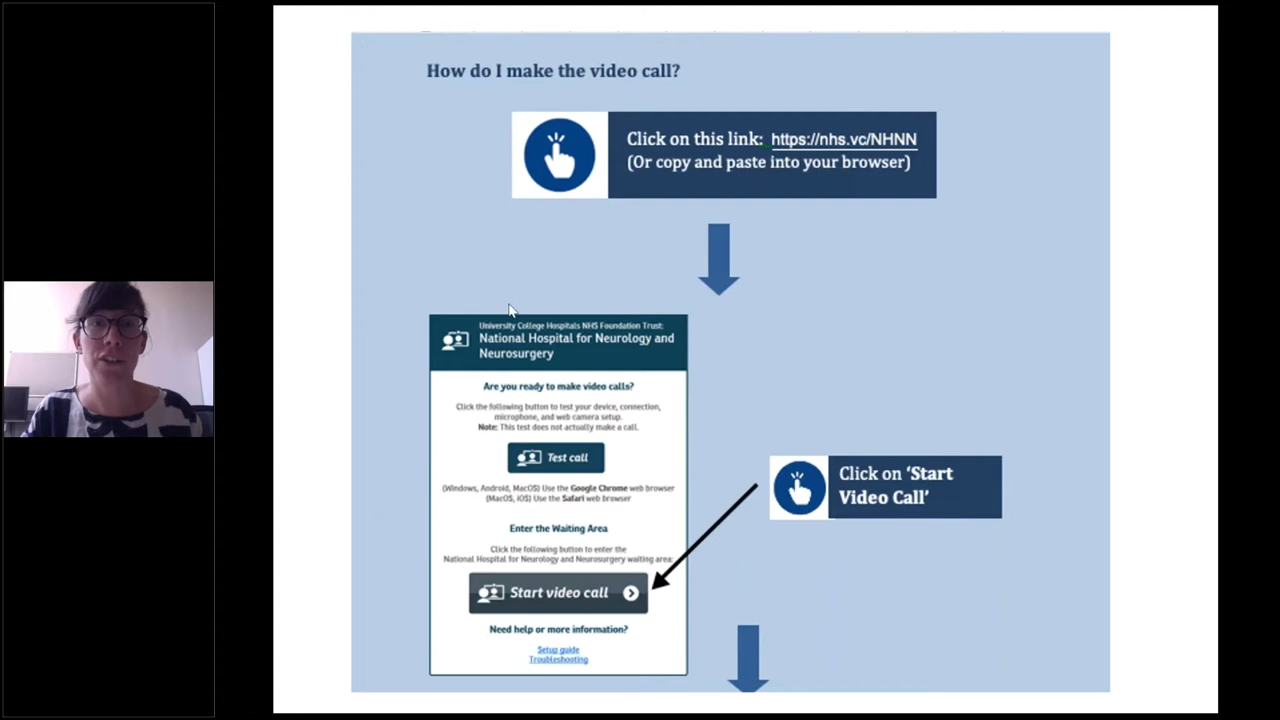 How do I make the video call?
Click on this link: https://nhs.vc/NHNN
(Or copy and paste into your browser)
University College Hospitals NHS Foundation Trust:
National Hospital for Neurology and
Neurosurgery
Are you ready to make video calls?
Click the following button to test your device, connection,
microphone, and web camera setup.
Note: This test does not actually make a call.
Test call
(Windows, Android, MacOS) Use the Google Chrome web browser
(MacOS, iOS) Use the Safari web browser
Enter the Waiting Area
Click the following button to enter the
National Hospital for Neurology and Neurosurgery waiting area:
Start video call
Need help or more information?
Setup guide
Troubleshooting
Click on ‘Start
Video Call’